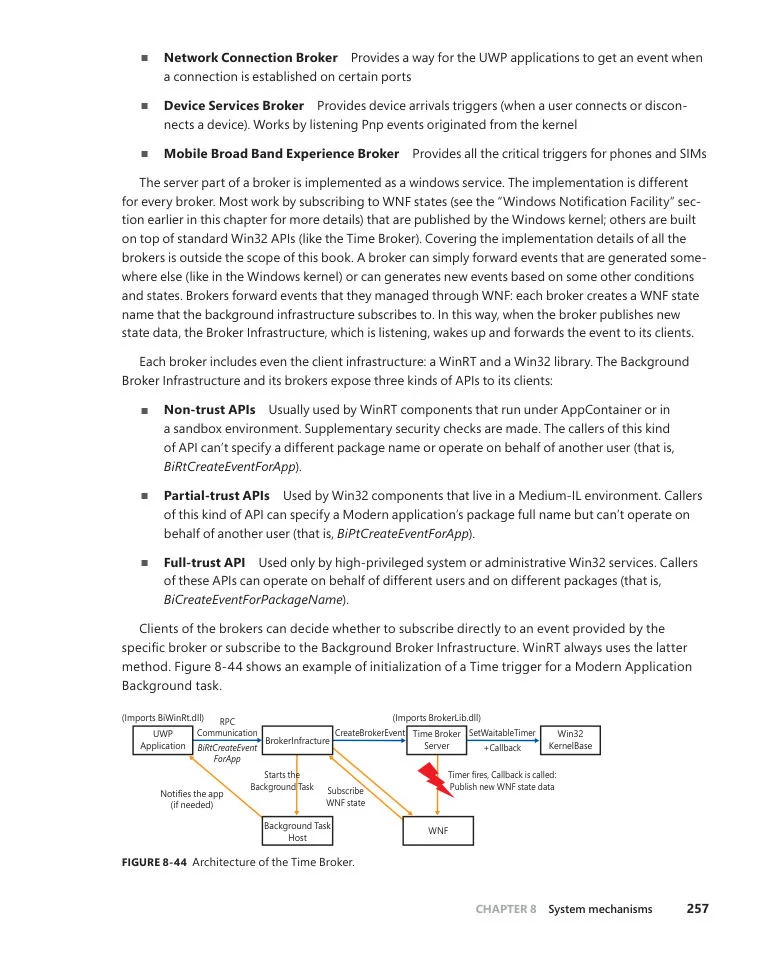 ■ Network Connection Broker Provides a way for the UWP applications to get an event when
a connection is established on certain ports
■ Device Services Broker Provides device arrivals triggers (when a user connects or discon-
nects a device). Works by listening Pnp events originated from the kernel
■ Mobile Broad Band Experience Broker Provides all the critical triggers for phones and SIMs
The server part of a broker is implemented as a windows service. The implementation is different
for every broker. Most work by subscribing to WNF states (see the “Windows Notification Facility” sec-
tion earlier in this chapter for more details) that are published by the Windows kernel; others are built
on top of standard Win32 APIs (like the Time Broker). Covering the implementation details of all the
brokers is outside the scope of this book. A broker can simply forward events that are generated some-
where else (like in the Windows kernel) or can generates new events based on some other conditions
and states. Brokers forward events that they managed through WNF: each broker creates a WNF state
name that the background infrastructure subscribes to. In this way, when the broker publishes new
state data, the Broker Infrastructure, which is listening, wakes up and forwards the event to its clients.
Each broker includes even the client infrastructure: a WinRT and a Win32 library. The Background
Broker Infrastructure and its brokers expose three kinds of APIs to its clients:
■ Non-trust APIs Usually used by WinRT components that run under AppContainer or in
a sandbox environment. Supplementary security checks are made. The callers of this kind
of API can’t specify a different package name or operate on behalf of another user (that is,
BiRtCreateEventForApp).
■ Partial-trust APIs Used by Win32 components that live in a Medium-IL environment. Callers
of this kind of API can specify a Modern application’s package full name but can’t operate on
behalf of another user (that is, BiPtCreateEventForApp).
■ Full-trust API Used only by high-privileged system or administrative Win32 services. Callers
of these APIs can operate on behalf of different users and on different packages (that is,
BiCreateEventForPackageName).
Clients of the brokers can decide whether to subscribe directly to an event provided by the
specific broker or subscribe to the Background Broker Infrastructure. WinRT always uses the latter
method. Figure 8-44 shows an example of initialization of a Time trigger for a Modern Application
Background task.
(Imports BiWinRt.dll)
UWP
Application
RPC
Communication
BiRtCreateEvent
ForApp
BrokerInfracture
CreateBrokerEvent
(Imports BrokerLib.dll)
Time Broker
Server
SetWaitableTimer
+Callback
Win32
KernelBase
Notifies the app
(if needed)
Starts the
Background Task
Subscribe
WNF state
Timer fires, Callback is called:
Publish new WNF state data
Background Task
Host
WNF
FIGURE 8-44 Architecture of the Time Broker.
CHAPTER 8 System mechanisms 257